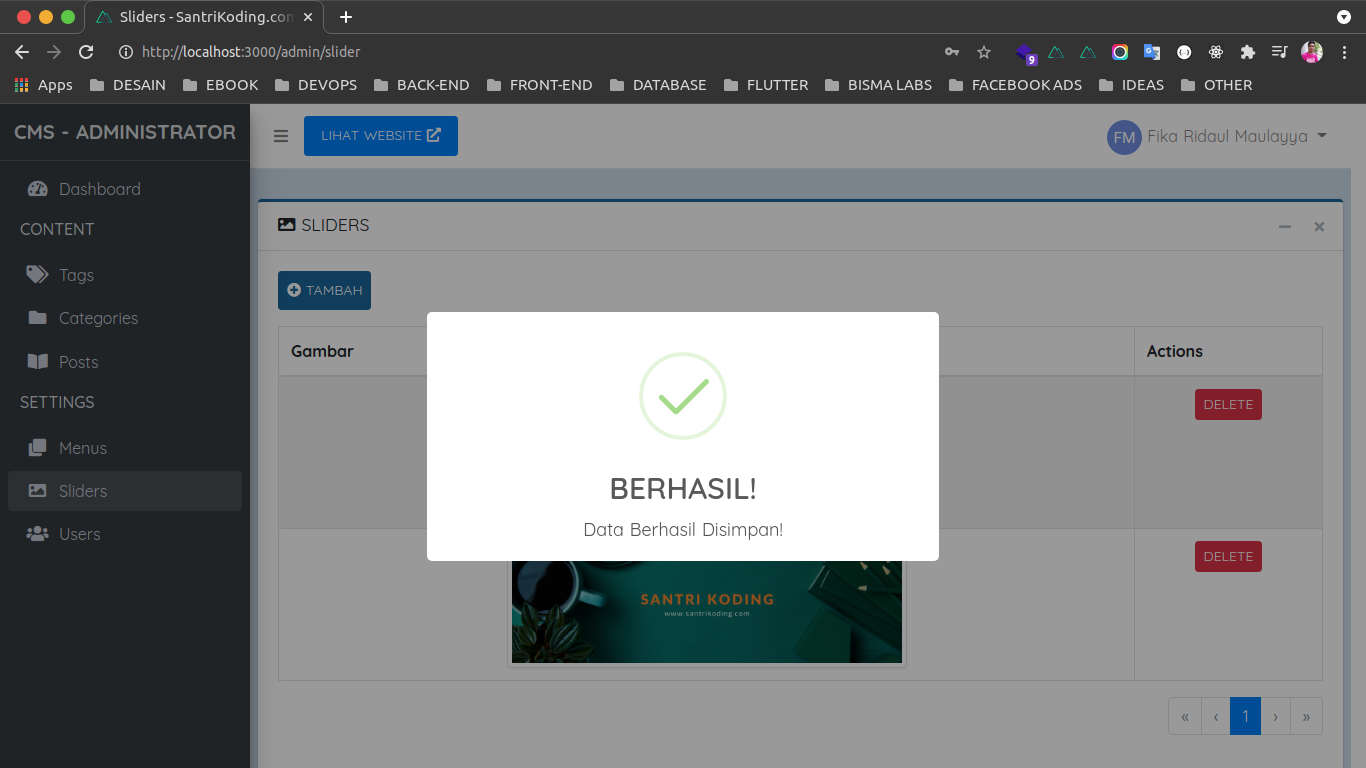 Sliders - SantriKoding.com
http://localhost:3000/admin/slider
9
Apps DESAIN EBOOK DEVOPS BACK-END FRONT-END DATABASE FLUTTER BISMA LABS FACEBOOK ADS IDEAS OTHER
CMS - ADMINISTRATOR
LIHAT WEBSITE
FM Fika Ridaul Maulayya
Dashboard
CONTENT
Tags
Categories
Posts
SETTINGS
Menus
Sliders
Users
SLIDERS
TAMBAH
Gambar Actions
DELETE
BERHASIL!
Data Berhasil Disimpan!
DELETE
SANTRI KODING
www.santrikoding.com
« ‹ 1 › »